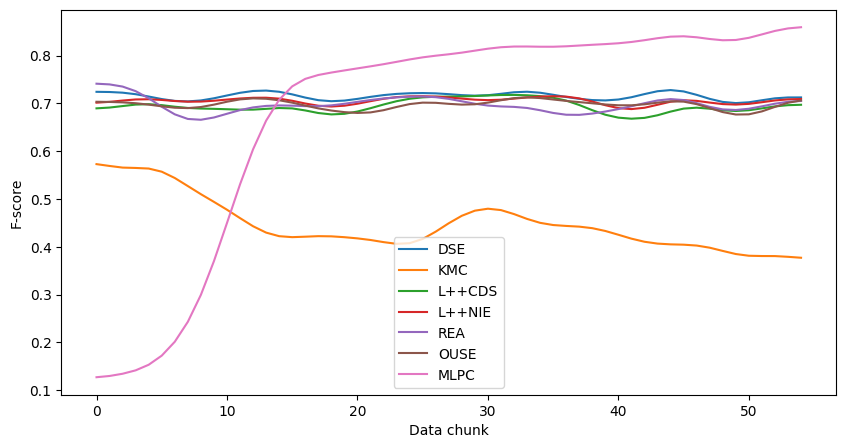 0.8
0.7
0.6
0.5
0.4
0.3
0.2
0.1
F-score
0
10
20
30
40
50
Data chunk
DSE
KMC
L++CDS
L++NIE
REA
OUSE
MLPC